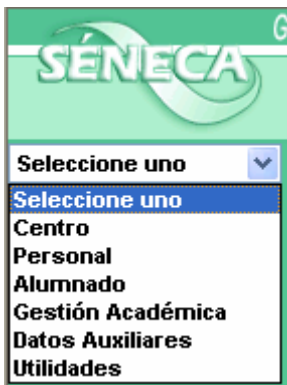 G
SÉNECA
Seleccione uno
Seleccione uno
Centro
Personal
Alumnado
Gestión Académica
Datos Auxiliares
Utilidades